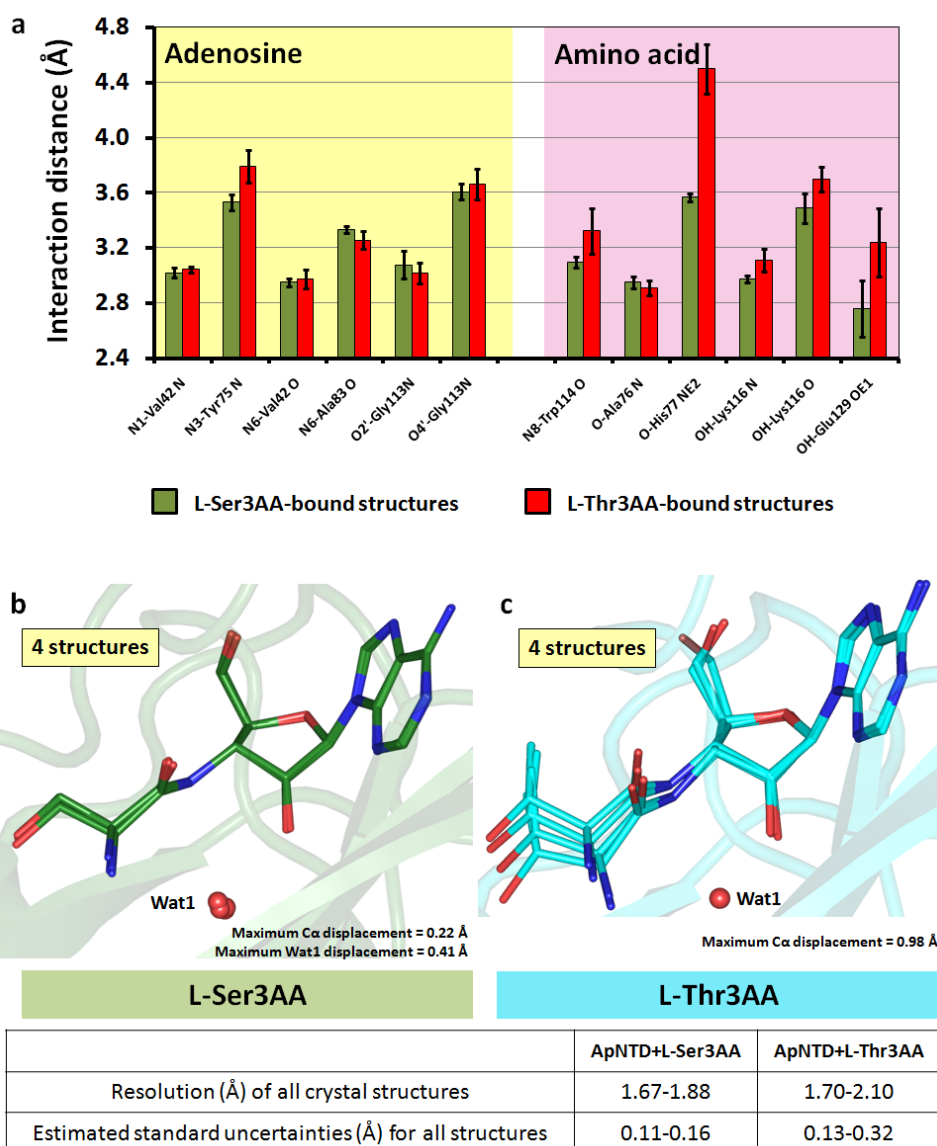 a
4.8
4.4
4.0
3.6
3.2
2.8
2.4
Interaction distance (Å)
Adenosine
Amino acid
N1-Val42 N
N3-Tyr75 N
N6-Val42 O
N6-Ala83 O
O2'-Gly113N
O4'-Gly113N
N8-Trp114 O
O-Ala76 N
O-His77 NE2
OH-Lys116 N
OH-Lys116 O
OH-Glu129 OE1
L-Ser3AA-bound structures
L-Thr3AA-bound structures
b
4 structures
Wat1
Maximum Cα displacement = 0.22 Å
Maximum Wat1 displacement = 0.41 Å
L-Ser3AA
c
4 structures
Wat1
Maximum Cα displacement = 0.98 Å
L-Thr3AA
ApNTD+L-Ser3AA ApNTD+L-Thr3AA
Resolution (Å) of all crystal structures 1.67-1.88 1.70-2.10
Estimated standard uncertainties (Å) for all structures 0.11-0.16 0.13-0.32